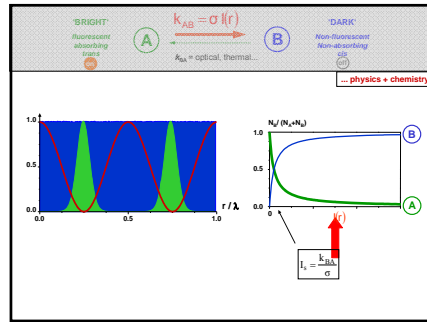 'BRIGHT'
fluorescent
absorbing
trans
on
A
k_AB = σ I(r)
k_BA = optical, thermal...
B
'DARK'
Non-fluorescent
Non-absorbing
cis
off
... physics + chemistry
1.0
0.5
0.0
0.0
0.5
1.0
r / λ
N_B/ (N_A+N_B)
1.0
0.5
0.0
0
I(r)
B
A
I_s = k_BA / σ